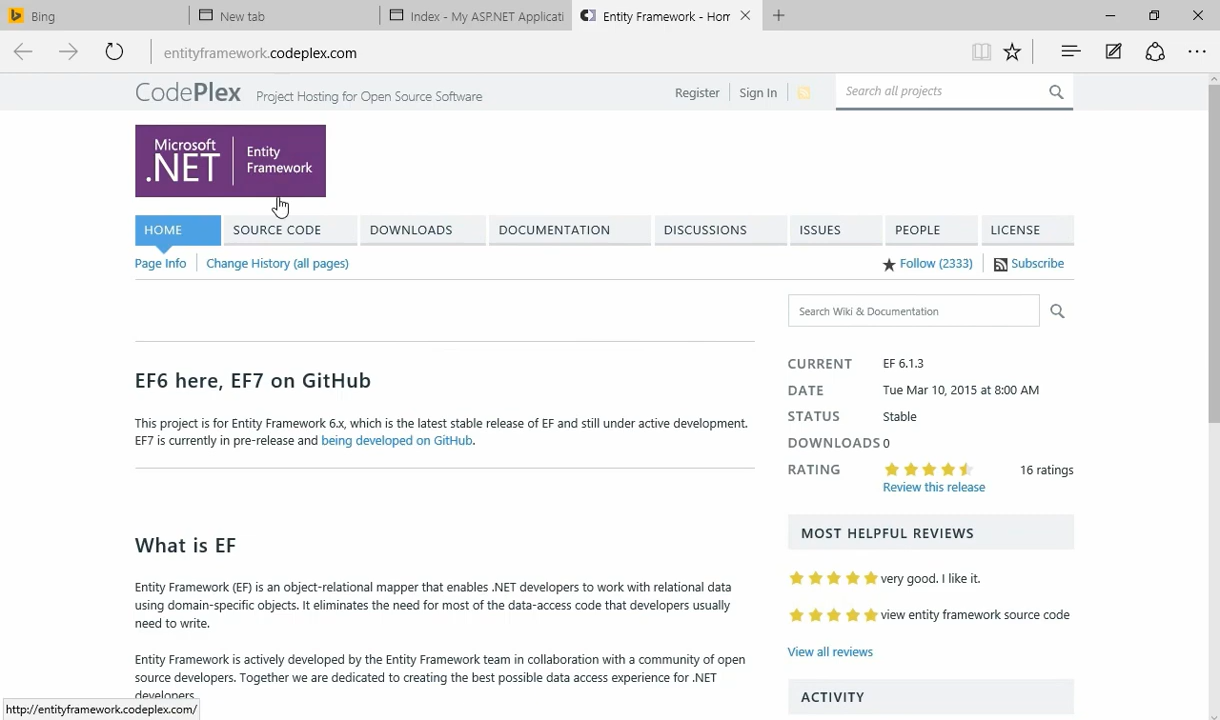 Bing
New tab
Index - My ASP.NET Applicati
Entity Framework - Hom
entityframework.codeplex.com
CodePlex Project Hosting for Open Source Software
Register
Sign In
Search all projects
Microsoft
.NET
Entity
Framework
HOME
SOURCE CODE
DOWNLOADS
DOCUMENTATION
DISCUSSIONS
ISSUES
PEOPLE
LICENSE
Page Info
Change History (all pages)
Follow (2333)
Subscribe
Search Wiki & Documentation
EF6 here, EF7 on GitHub
This project is for Entity Framework 6.x, which is the latest stable release of EF and still under active development.
EF7 is currently in pre-release and being developed on GitHub.
CURRENT EF 6.1.3
DATE Tue Mar 10, 2015 at 8:00 AM
STATUS Stable
DOWNLOADS 0
RATING 16 ratings
Review this release
MOST HELPFUL REVIEWS
very good. I like it.
view entity framework source code
View all reviews
ACTIVITY
What is EF
Entity Framework (EF) is an object-relational mapper that enables .NET developers to work with relational data
using domain-specific objects. It eliminates the need for most of the data-access code that developers usually
need to write.
Entity Framework is actively developed by the Entity Framework team in collaboration with a community of open
source developers. Together we are dedicated to creating the best possible data access experience for .NET
developers.
http://entityframework.codeplex.com/